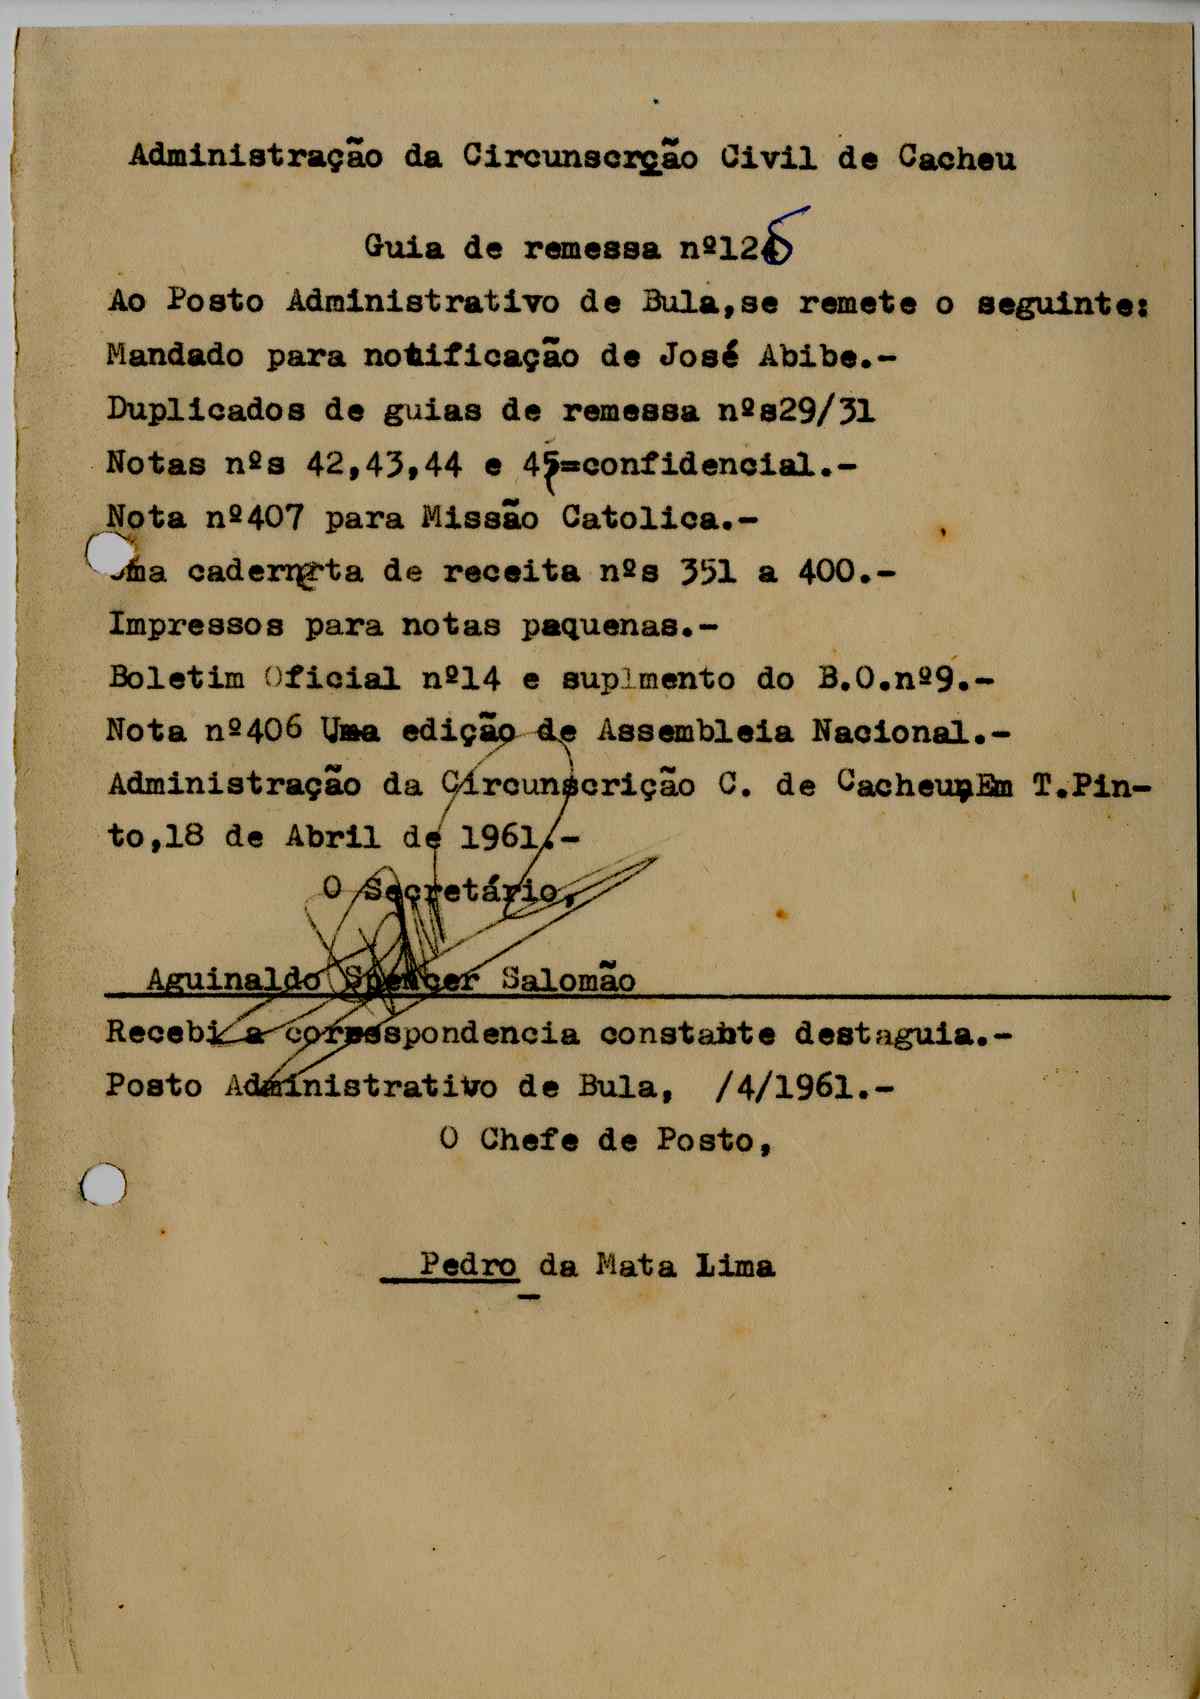 Administração da Circunscrção Civil de Cacheu
Guia de remessa nº126
Ao Posto Administrativo de Bula,se remete o seguinte:
Mandado para notificação de José Abibe.-
Duplicados de guias de remessa nºs29/31
Notas nºs 42,43,44 e 45=confidencial.-
Nota nº407 para Missão Catolica.-
Uma caderneta de receita nºs 351 a 400.-
Impressos para notas paquenas.-
Boletim Oficial nº14 e suplmento do B.O.nº9.-
Nota nº406 Uma edição de Assembleia Nacional.-
Administração da Circunscrição C. de Cacheu,Em T.Pin-
to,18 de Abril de 1961.-
O Secretário,
Aguinaldo Spencer Salomão
Recebi a correspondencia constante destaguia.-
Posto Administrativo de Bula, /4/1961.-
O Chefe de Posto,
Pedro da Mata Lima